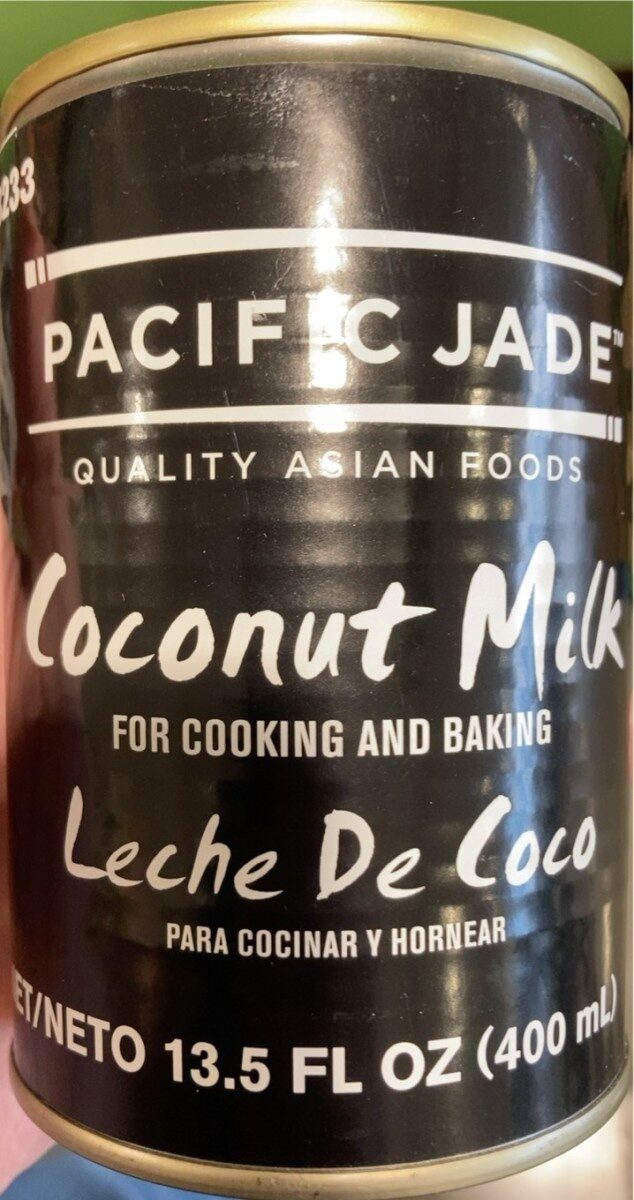 233
PACIFIC JADE™
QUALITY ASIAN FOODS
Coconut Milk
FOR COOKING AND BAKING
Leche De Coco
PARA COCINAR Y HORNEAR
ET/NETO 13.5 FL OZ (400 mL)